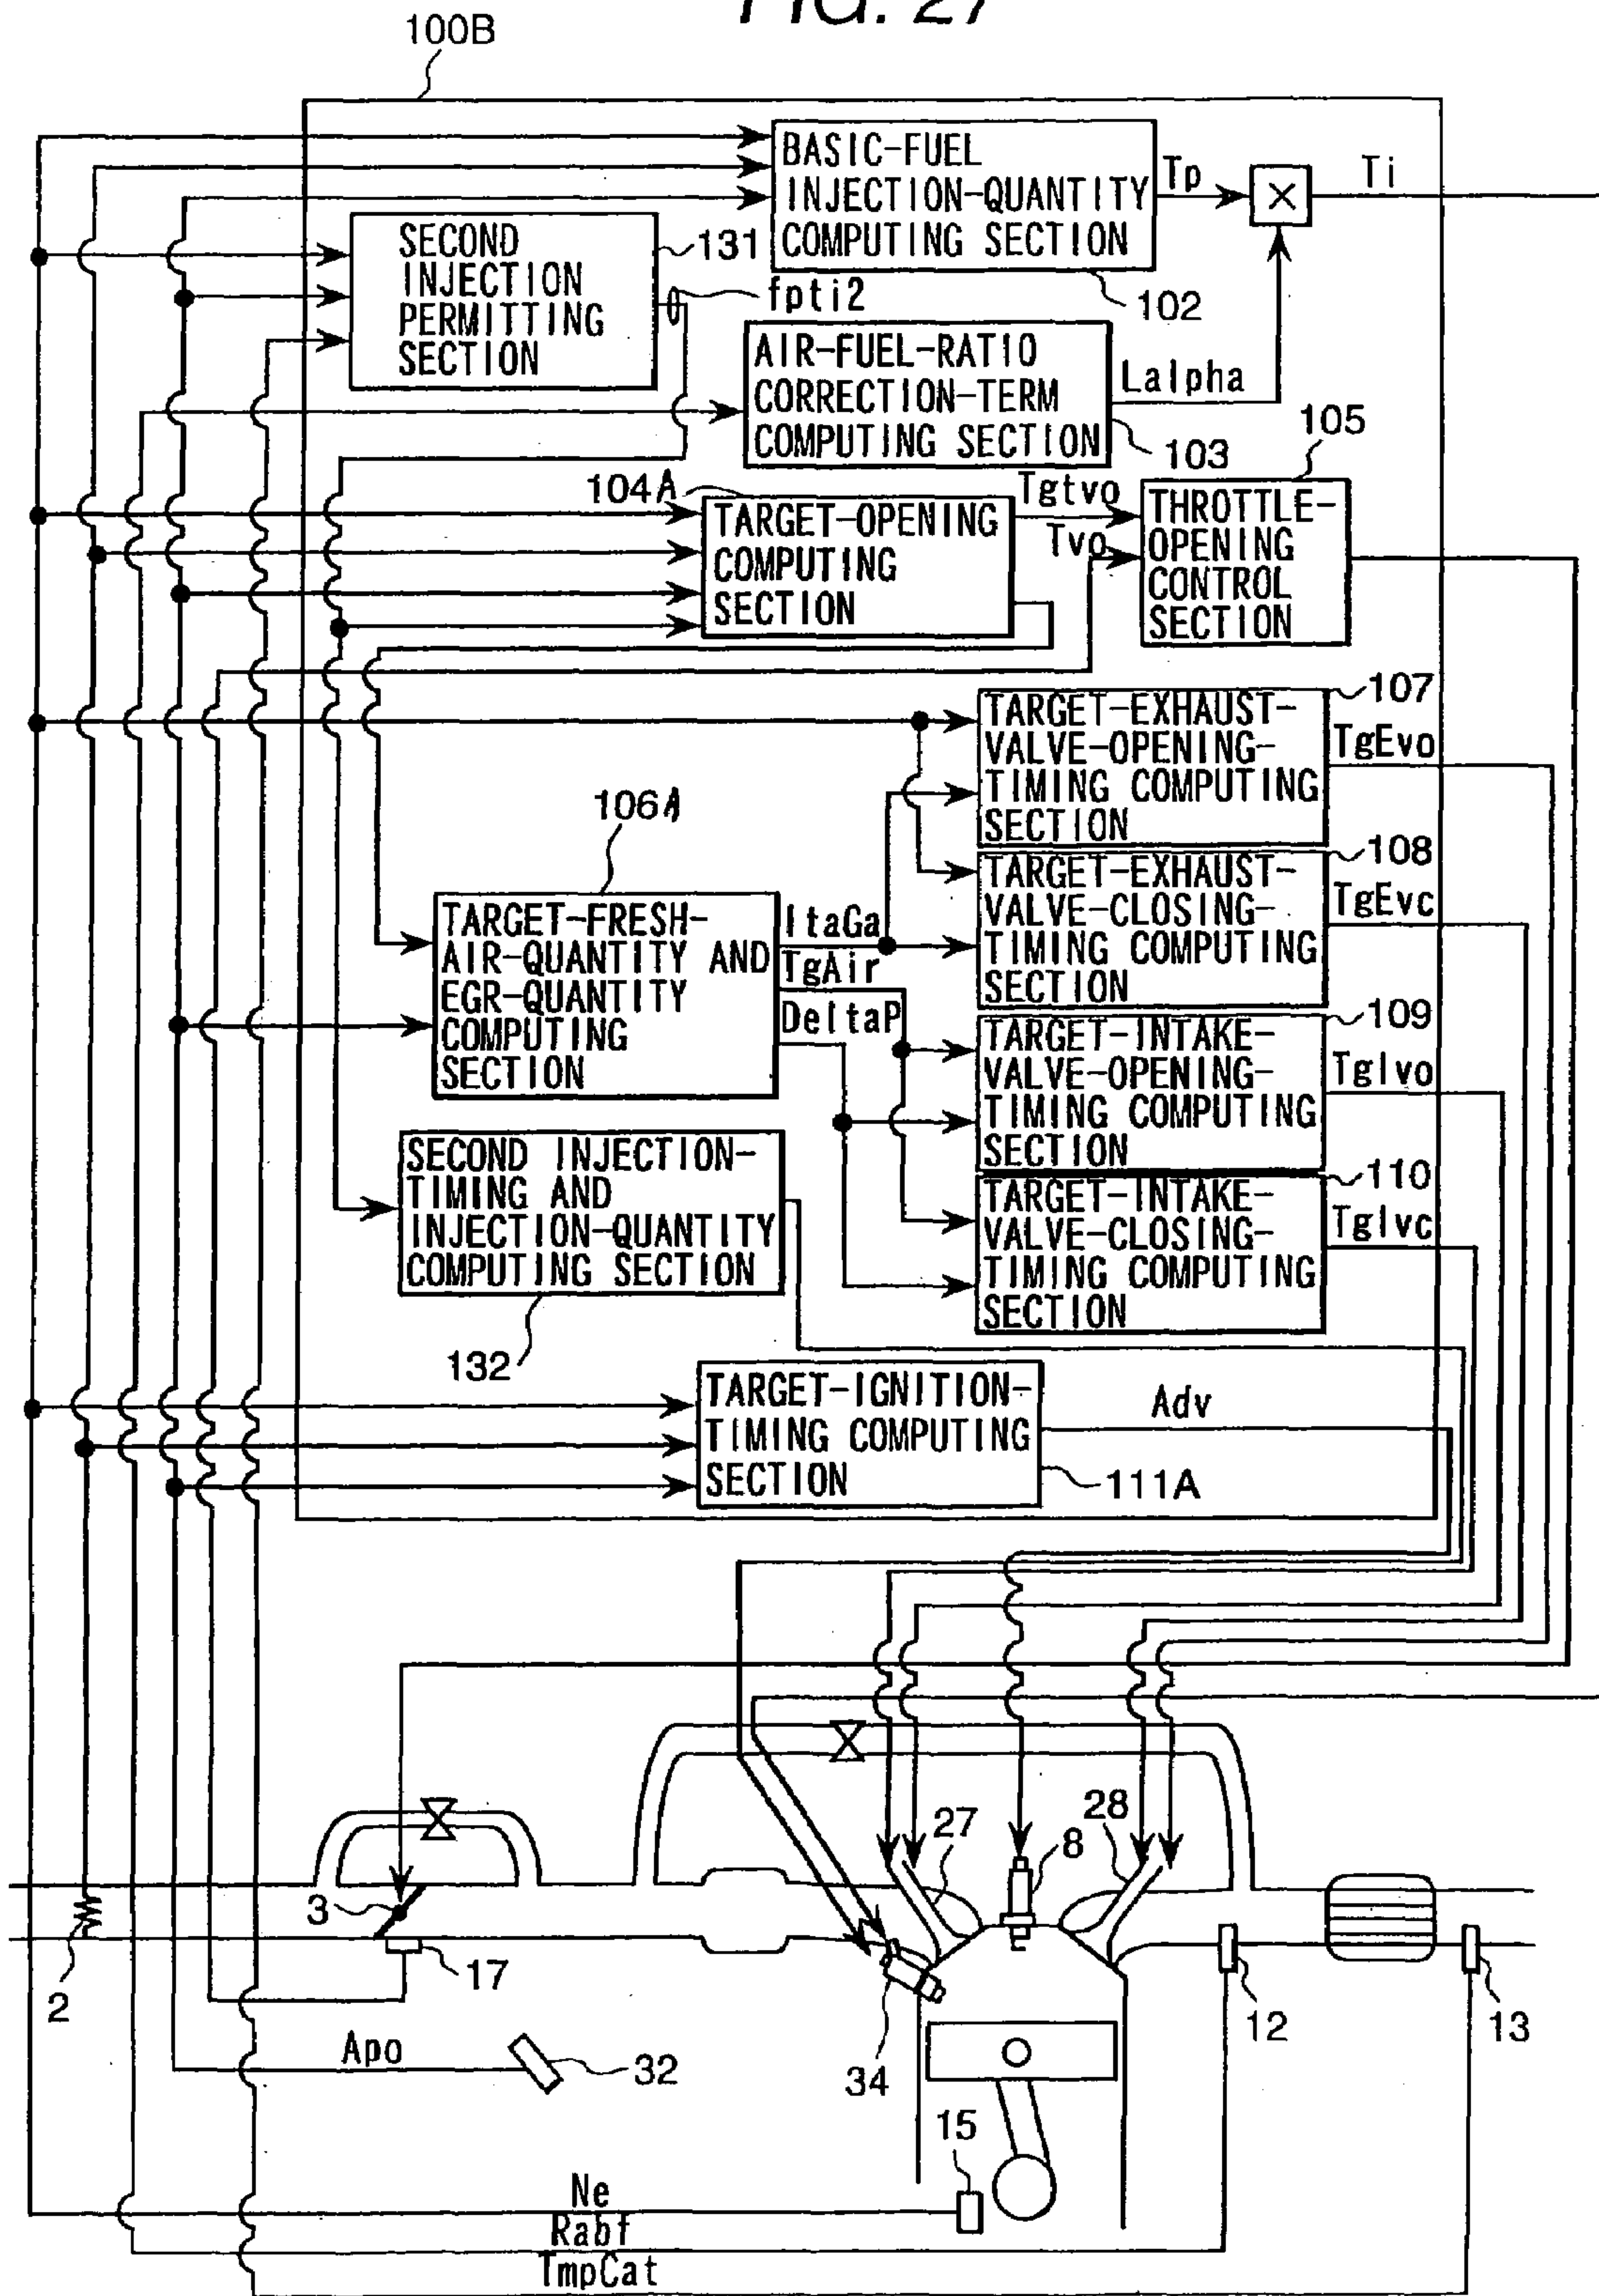 FIG. 27
100B
BASIC-FUEL
INJECTION-QUANTITY
COMPUTING SECTION
Tp
×
Ti
102
SECOND
INJECTION
PERMITTING
SECTION
131
fpti2
AIR-FUEL-RATIO
CORRECTION-TERM
COMPUTING SECTION
Lalpha
103
105
104A
TARGET-OPENING
COMPUTING
SECTION
Tgtvo
Tvo
THROTTLE-
OPENING
CONTROL
SECTION
107
TARGET-EXHAUST-
VALVE-OPENING-
TIMING COMPUTING
SECTION
TgEvo
106A
TARGET-FRESH-
AIR-QUANTITY AND
EGR-QUANTITY
COMPUTING
SECTION
ItaGa
TgAir
DeltaP
108
TARGET-EXHAUST-
VALVE-CLOSING-
TIMING COMPUTING
SECTION
TgEvc
109
TARGET-INTAKE-
VALVE-OPENING-
TIMING COMPUTING
SECTION
TgIvo
110
TARGET-INTAKE-
VALVE-CLOSING-
TIMING COMPUTING
SECTION
TgIvc
SECOND INJECTION-
TIMING AND
INJECTION-QUANTITY
COMPUTING SECTION
132
TARGET-IGNITION-
TIMING COMPUTING
SECTION
Adv
111A
27
8
28
3
2
17
12
13
34
Apo
32
15
Ne
Rabf
TmpCat